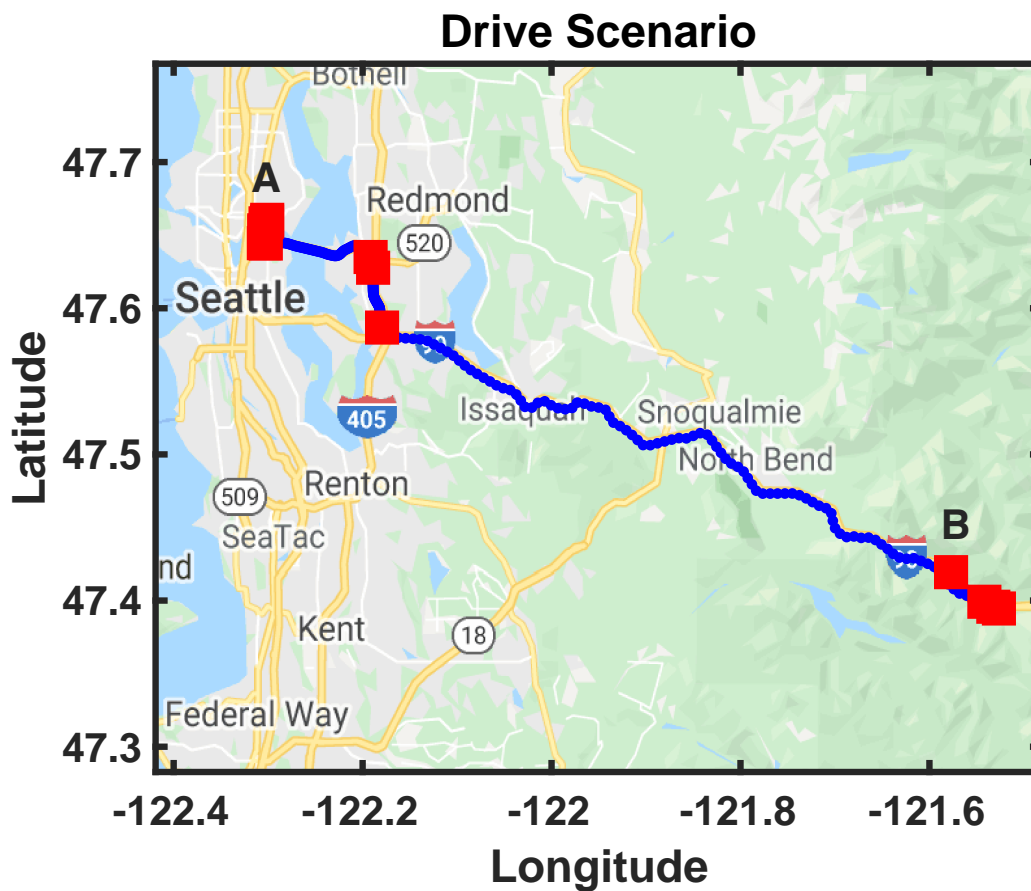 Drive Scenario
Bothell
47.7
A
Redmond
520
Seattle
47.6
90
Latitude
405
Issaquah
Snoqualmie
47.5
North Bend
Renton
509
SeaTac
B
nd
90
47.4
Kent
18
Federal Way
47.3
-122.4
-122.2
-122
-121.8
-121.6
Longitude